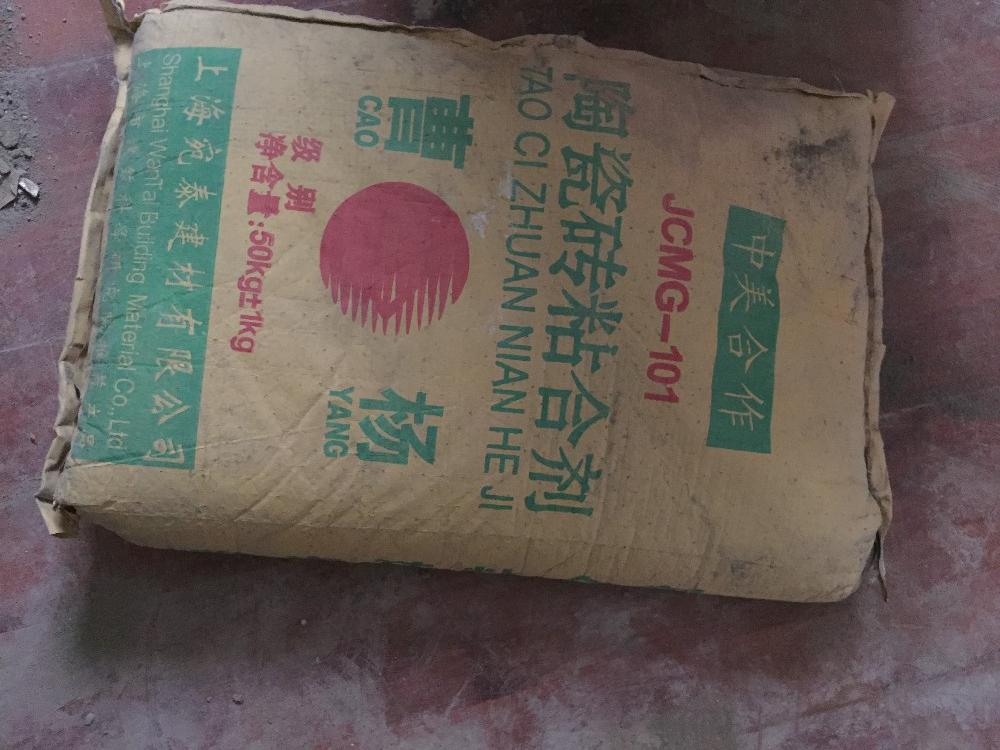 中美合作
JCMG—101
陶瓷砖粘合剂
TAO CI ZHUAN NIAN HE JI
曹 杨
CAO YANG
级别
净含量:50kg±1kg
上海宛泰建材有限公司
Shanghai WanTai Building Material Co., Ltd